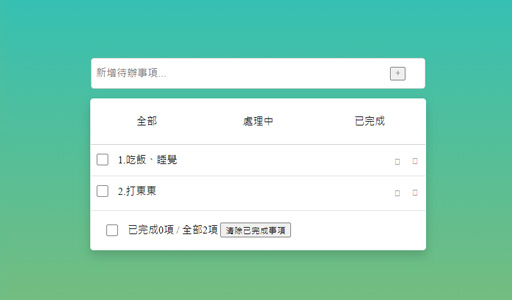 新增待辦事項...
+
全部 處理中 已完成
1.吃飯、睡覺
2.打東東
已完成0項 / 全部2項 清除已完成事項